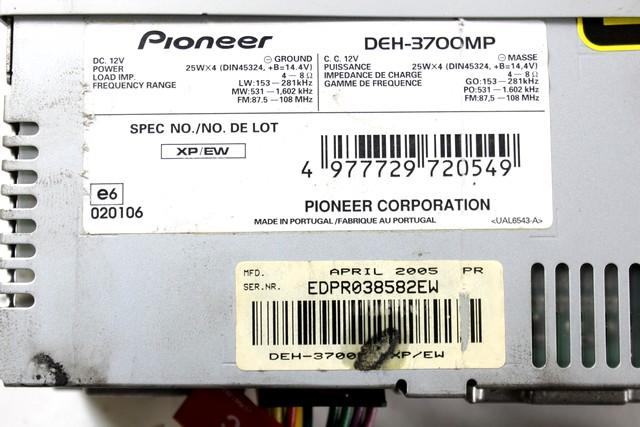 Pioneer DEH-3700MP
DC. 12V ⊖ GROUND
POWER 25W×4 (DIN45324, +B=14.4V)
LOAD IMP. 4–8Ω
FREQUENCY RANGE LW:153–281kHz
MW:531–1,602 kHz
FM:87.5–108 MHz
C. C. 12V ⊖ MASSE
PUISSANCE 25W×4 (DIN45324, +B=14,4V)
IMPEDANCE DE CHARGE 4–8Ω
GAMME DE FREQUENCE GO:153–281kHz
PO:531–1.602 kHz
FM:87,5–108 MHz
SPEC NO./NO. DE LOT
XP/EW
4 977729 720549
e6
020106
PIONEER CORPORATION
MADE IN PORTUGAL/FABRIQUE AU PORTUGAL <UAL6543-A>
MFD. APRIL 2005 PR
SER.NR. EDPR038582EW
DEH-3700 XP/EW